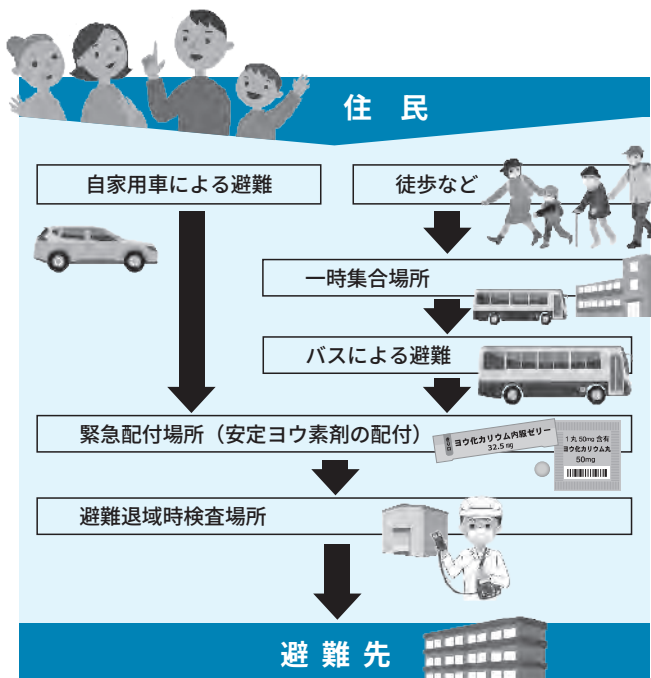 住民
自家用車による避難
徒歩など
一時集合場所
バスによる避難
緊急配付場所（安定ヨウ素剤の配付）
ヨウ化カリウム内服ゼリー
32.5 mg
1 丸 50mg 含有
ヨウ化カリウム丸
50mg
避難退域時検査場所
避難先